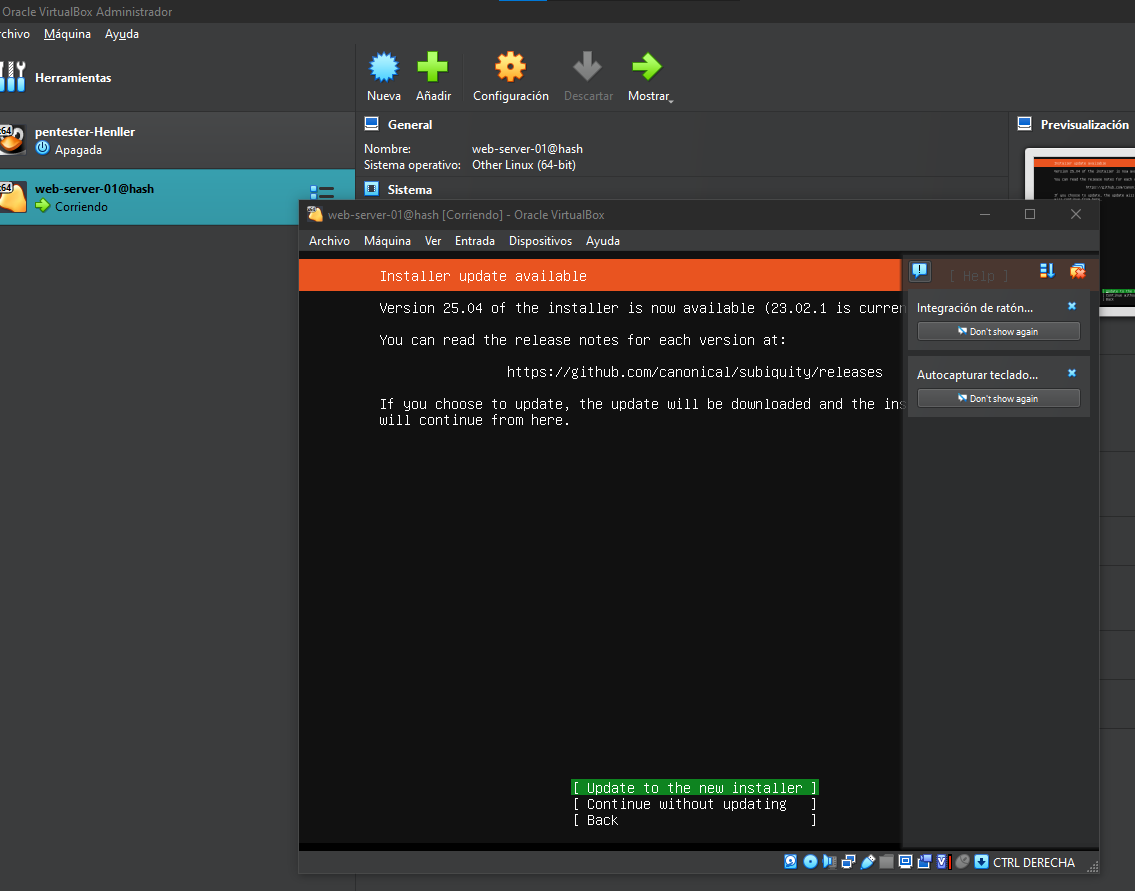 Oracle VirtualBox Administrador
rchivo Máquina Ayuda
Herramientas
Nueva Añadir Configuración Descartar Mostrar
64 pentester-Henller
Apagada
64 web-server-01@hash
Corriendo
General
Nombre: web-server-01@hash
Sistema operativo: Other Linux (64-bit)
Sistema
Previsualización
web-server-01@hash [Corriendo] - Oracle VirtualBox
Archivo Máquina Ver Entrada Dispositivos Ayuda
Installer update available [ Help ]
Version 25.04 of the installer is now available (23.02.1 is curren
You can read the release notes for each version at:
https://github.com/canonical/subiquity/releases
If you choose to update, the update will be downloaded and the ins
will continue from here.
Integración de ratón...
Don't show again
Autocapturar teclado...
Don't show again
[ Update to the new installer ]
[ Continue without updating ]
[ Back ]
CTRL DERECHA